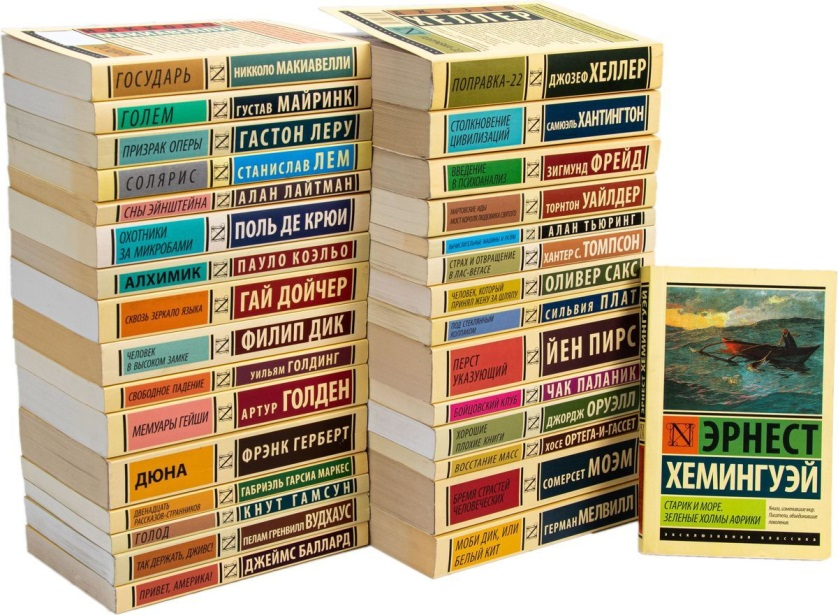 ГОСУДАРЬ
НИККОЛО МАКИАВЕЛЛИ
ГОЛЕМ
ГУСТАВ МАЙРИНК
ПРИЗРАК ОПЕРЫ
ГАСТОН ЛЕРУ
СОЛЯРИС
СТАНИСЛАВ ЛЕМ
СНЫ ЭЙНШТЕЙНА
АЛАН ЛАЙТМАН
ОХОТНИКИ
ЗА МИКРОБАМИ
ПОЛЬ ДЕ КРЮИ
АЛХИМИК
ПАУЛО КОЭЛЬО
СКВОЗЬ ЗЕРКАЛО ЯЗЫКА
ГАЙ ДОЙЧЕР
ЧЕЛОВЕК
В ВЫСОКОМ ЗАМКЕ
ФИЛИП ДИК
СВОБОДНОЕ ПАДЕНИЕ
УИЛЬЯМ ГОЛДИНГ
МЕМУАРЫ ГЕЙШИ
АРТУР ГОЛДЕН
ДЮНА
ФРЭНК ГЕРБЕРТ
ДВЕНАДЦАТЬ
РАССКАЗОВ-СТРАННИКОВ
ГАБРИЭЛЬ ГАРСИА МАРКЕС
ГОЛОД
КНУТ ГАМСУН
ТАК ДЕРЖАТЬ, ДЖИВС!
ПЕЛАМ ГРЕНВИЛЛ ВУДХАУС
ПРИВЕТ, АМЕРИКА!
ДЖЕЙМС БАЛЛАРД
ХЕЛЛЕР
ПОПРАВКА-22
ДЖОЗЕФ ХЕЛЛЕР
СТОЛКНОВЕНИЕ
ЦИВИЛИЗАЦИЙ
САМЮЭЛЬ ХАНТИНГТОН
ВВЕДЕНИЕ
В ПСИХОАНАЛИЗ
ЗИГМУНД ФРЕЙД
МАРТОВСКИЕ ИДЫ
МОСТ КОРОЛЯ ЛЮДОВИКА СВЯТОГО
ТОРНТОН УАЙЛДЕР
ВЫЧИСЛИТЕЛЬНЫЕ МАШИНЫ И РАЗУМ
АЛАН ТЬЮРИНГ
СТРАХ И ОТВРАЩЕНИЕ
В ЛАС-ВЕГАСЕ
ХАНТЕР С. ТОМПСОН
ЧЕЛОВЕК, КОТОРЫЙ
ПРИНЯЛ ЖЕНУ ЗА ШЛЯПУ
ОЛИВЕР САКС
ПОД СТЕКЛЯННЫМ
КОЛПАКОМ
СИЛЬВИЯ ПЛАТ
ПЕРСТ
УКАЗУЮЩИЙ
ЙЕН ПИРС
БОЙЦОВСКИЙ КЛУБ
ЧАК ПАЛАНИК
ХОРОШИЕ
ПЛОХИЕ КНИГИ
ДЖОРДЖ ОРУЭЛЛ
ВОССТАНИЕ МАСС
ХОСЕ ОРТЕГА-И-ГАССЕТ
БРЕМЯ СТРАСТЕЙ
ЧЕЛОВЕЧЕСКИХ
СОМЕРСЕТ МОЭМ
МОБИ ДИК, ИЛИ
БЕЛЫЙ КИТ
ГЕРМАН МЕЛВИЛЛ
ЭРНЕСТ ХЕМИНГУЭЙ
N ЭРНЕСТ
ХЕМИНГУЭЙ
СТАРИК И МОРЕ.
ЗЕЛЕНЫЕ ХОЛМЫ АФРИКИ
Книги, изменившие мир.
Писатели, объединившие
поколения.
ЭКСКЛЮЗИВНАЯ КЛАССИКА